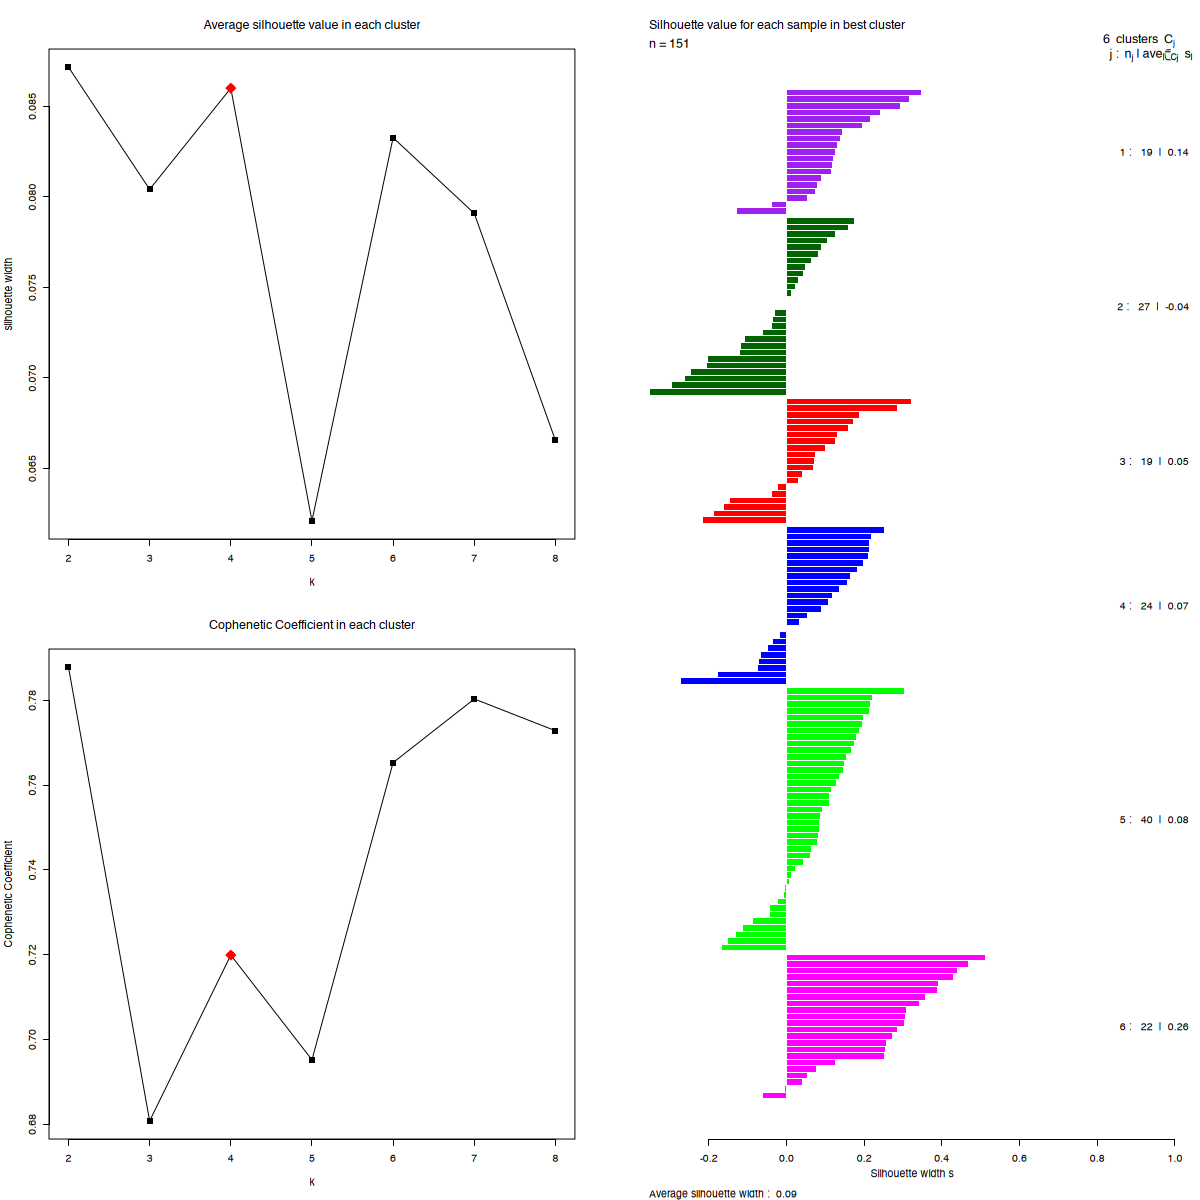 Average silhouette value in each cluster
silhouette width
0.085
0.080
0.075
0.070
0.065
2 3 4 5 6 7 8
k
Cophenetic Coefficient in each cluster
Cophenetic Coefficient
0.78
0.76
0.74
0.72
0.70
0.68
2 3 4 5 6 7 8
k
Silhouette value for each sample in best cluster
n = 151
6 clusters Cj
j : nj | ave i∈Cj si
1 : 19 | 0.14
2 : 27 | -0.04
3 : 19 | 0.05
4 : 24 | 0.07
5 : 40 | 0.08
6 : 22 | 0.26
-0.2 0.0 0.2 0.4 0.6 0.8 1.0
Silhouette width s
Average silhouette width : 0.09